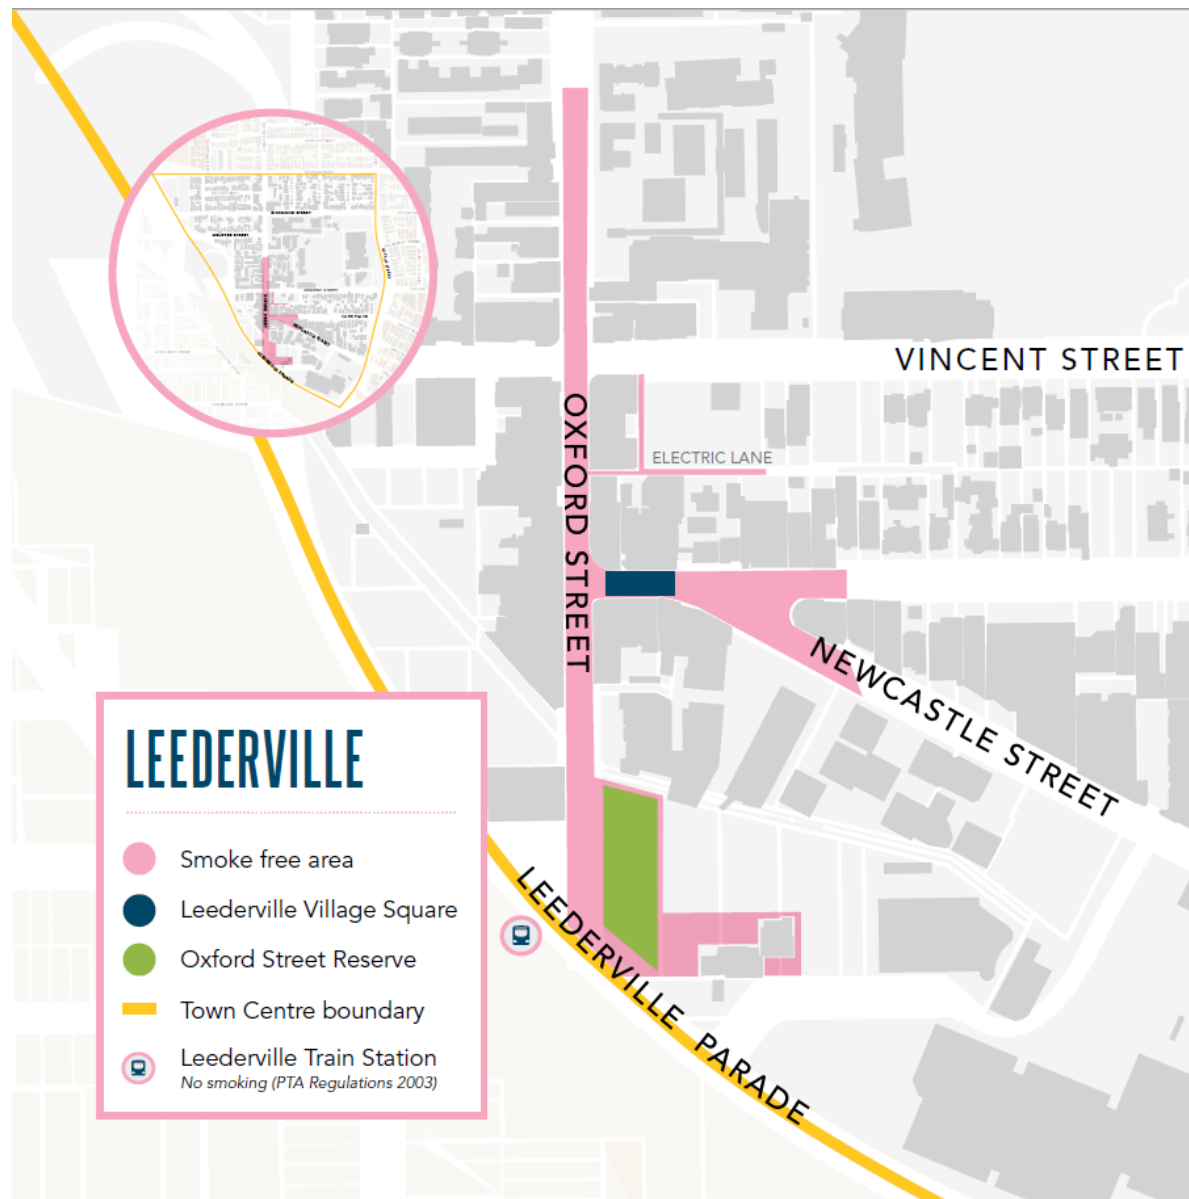 VINCENT STREET
OXFORD STREET
ELECTRIC LANE
NEWCASTLE STREET
LEEDERVILLE PARADE
LEEDERVILLE
Smoke free area
Leederville Village Square
Oxford Street Reserve
Town Centre boundary
Leederville Train Station
No smoking (PTA Regulations 2003)